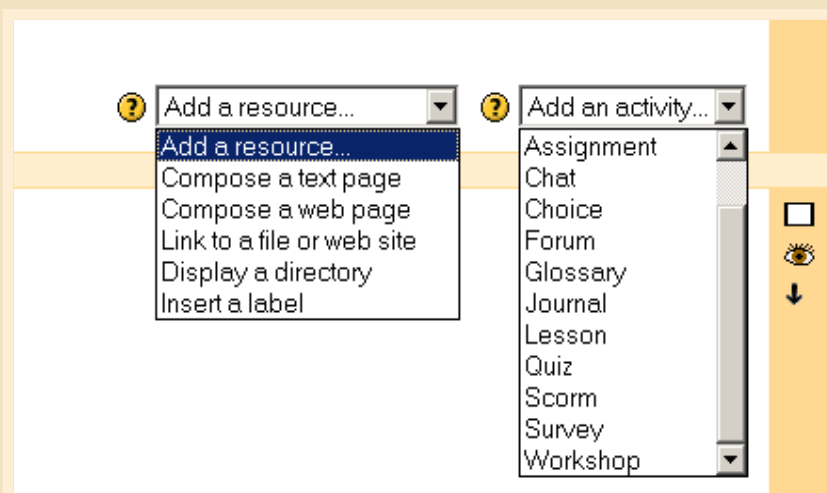 Add a resource...
Add a resource...
Compose a text page
Compose a web page
Link to a file or web site
Display a directory
Insert a label
Add an activity...
Assignment
Chat
Choice
Forum
Glossary
Journal
Lesson
Quiz
Scorm
Survey
Workshop